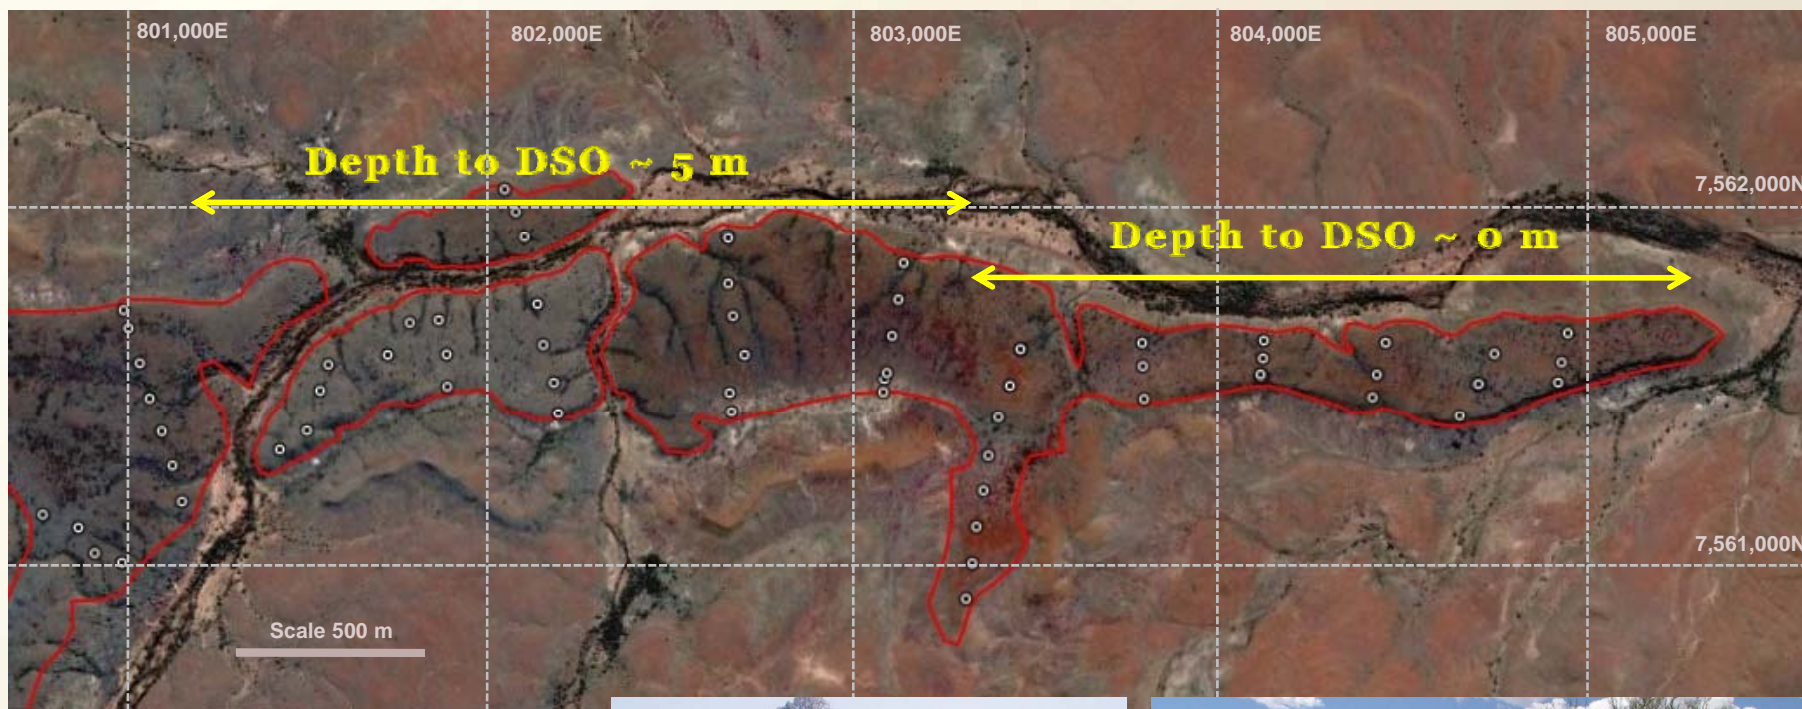 801,000E
802,000E
803,000E
804,000E
805,000E
Depth to DSO ~ 5 m
7,562,000N
Depth to DSO ~ 0 m
7,561,000N
Scale 500 m